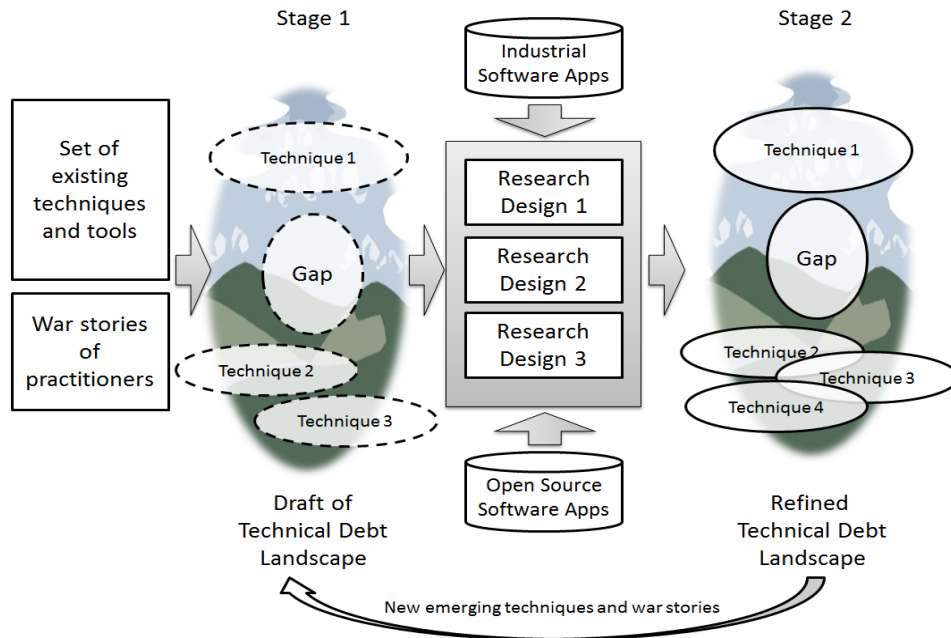 Stage 1
Stage 2
Industrial
Software Apps
Set of
existing
techniques
and tools
War stories
of
practitioners
Technique 1
Gap
Technique 2
Technique 3
Research
Design 1
Research
Design 2
Research
Design 3
Open Source
Software Apps
Technique 1
Gap
Technique 2
Technique 3
Technique 4
Draft of
Technical Debt
Landscape
Refined
Technical Debt
Landscape
New emerging techniques and war stories